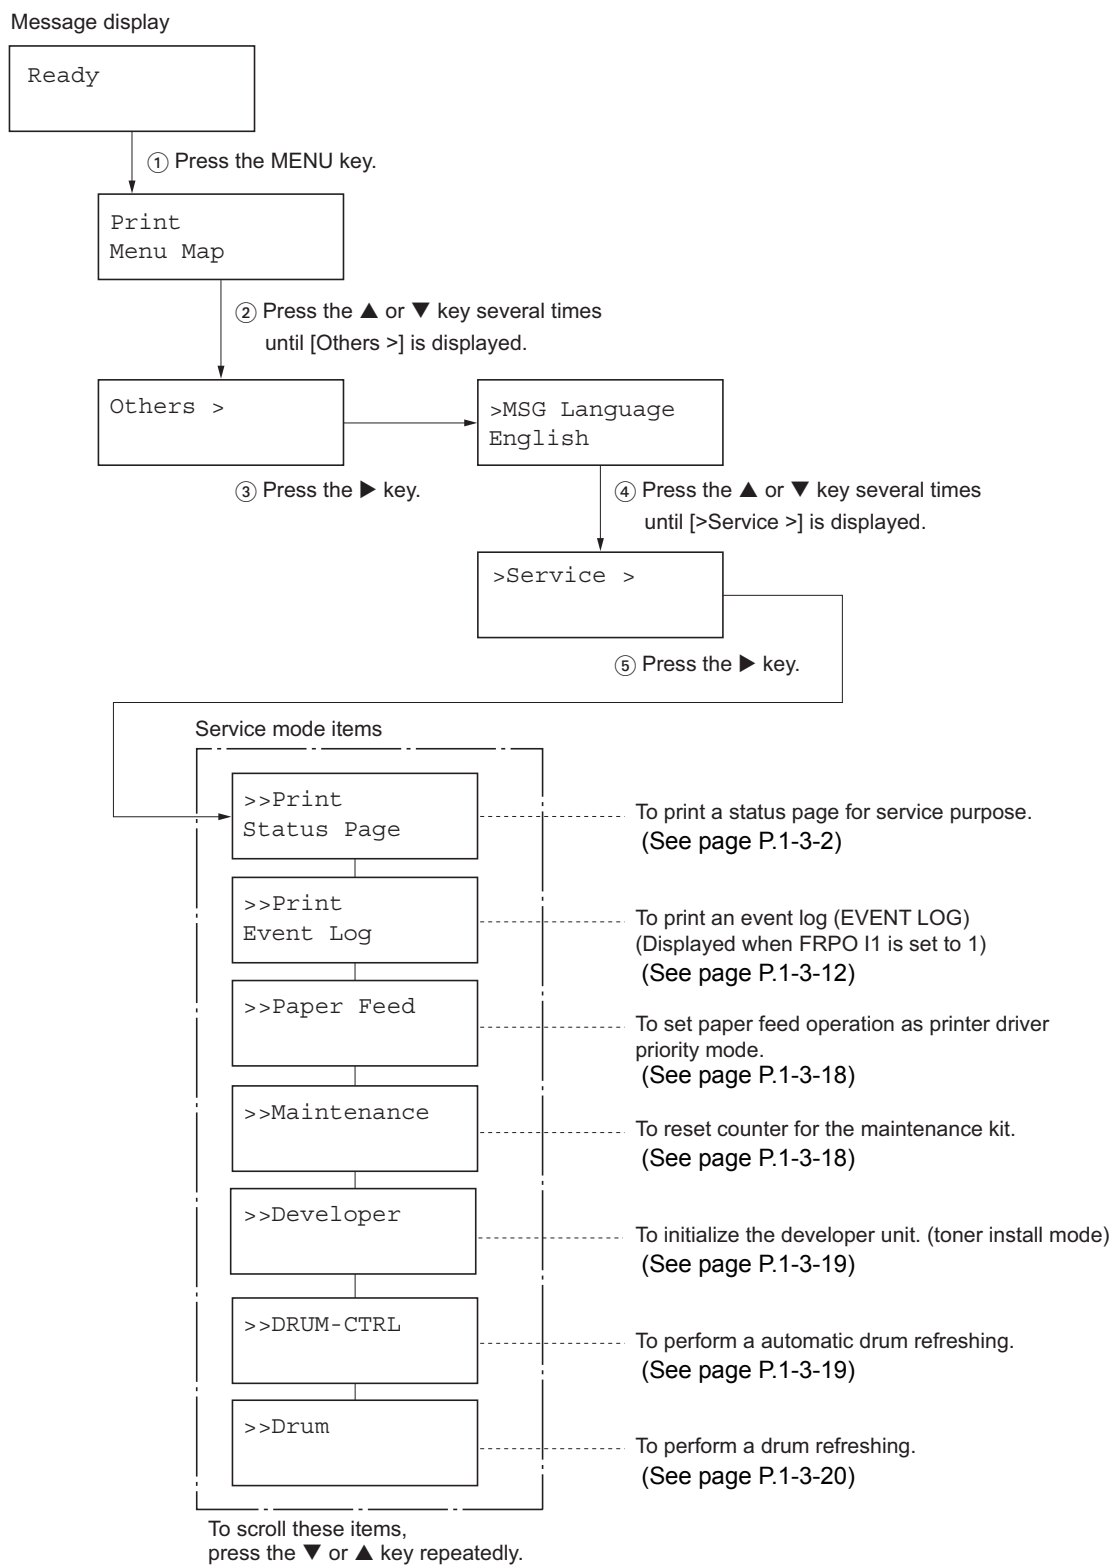 Message display
Ready
① Press the MENU key.
Print
Menu Map
② Press the ▲ or ▼ key several times
until [Others >] is displayed.
Others >
>MSG Language
English
③ Press the ▶ key.
④ Press the ▲ or ▼ key several times
until [>Service >] is displayed.
>Service >
⑤ Press the ▶ key.
Service mode items
>>Print
Status Page
To print a status page for service purpose.
(See page P.1-3-2)
>>Print
Event Log
To print an event log (EVENT LOG)
(Displayed when FRPO I1 is set to 1)
(See page P.1-3-12)
>>Paper Feed
To set paper feed operation as printer driver
priority mode.
(See page P.1-3-18)
>>Maintenance
To reset counter for the maintenance kit.
(See page P.1-3-18)
>>Developer
To initialize the developer unit. (toner install mode)
(See page P.1-3-19)
>>DRUM-CTRL
To perform a automatic drum refreshing.
(See page P.1-3-19)
>>Drum
To perform a drum refreshing.
(See page P.1-3-20)
To scroll these items,
press the ▼ or ▲ key repeatedly.